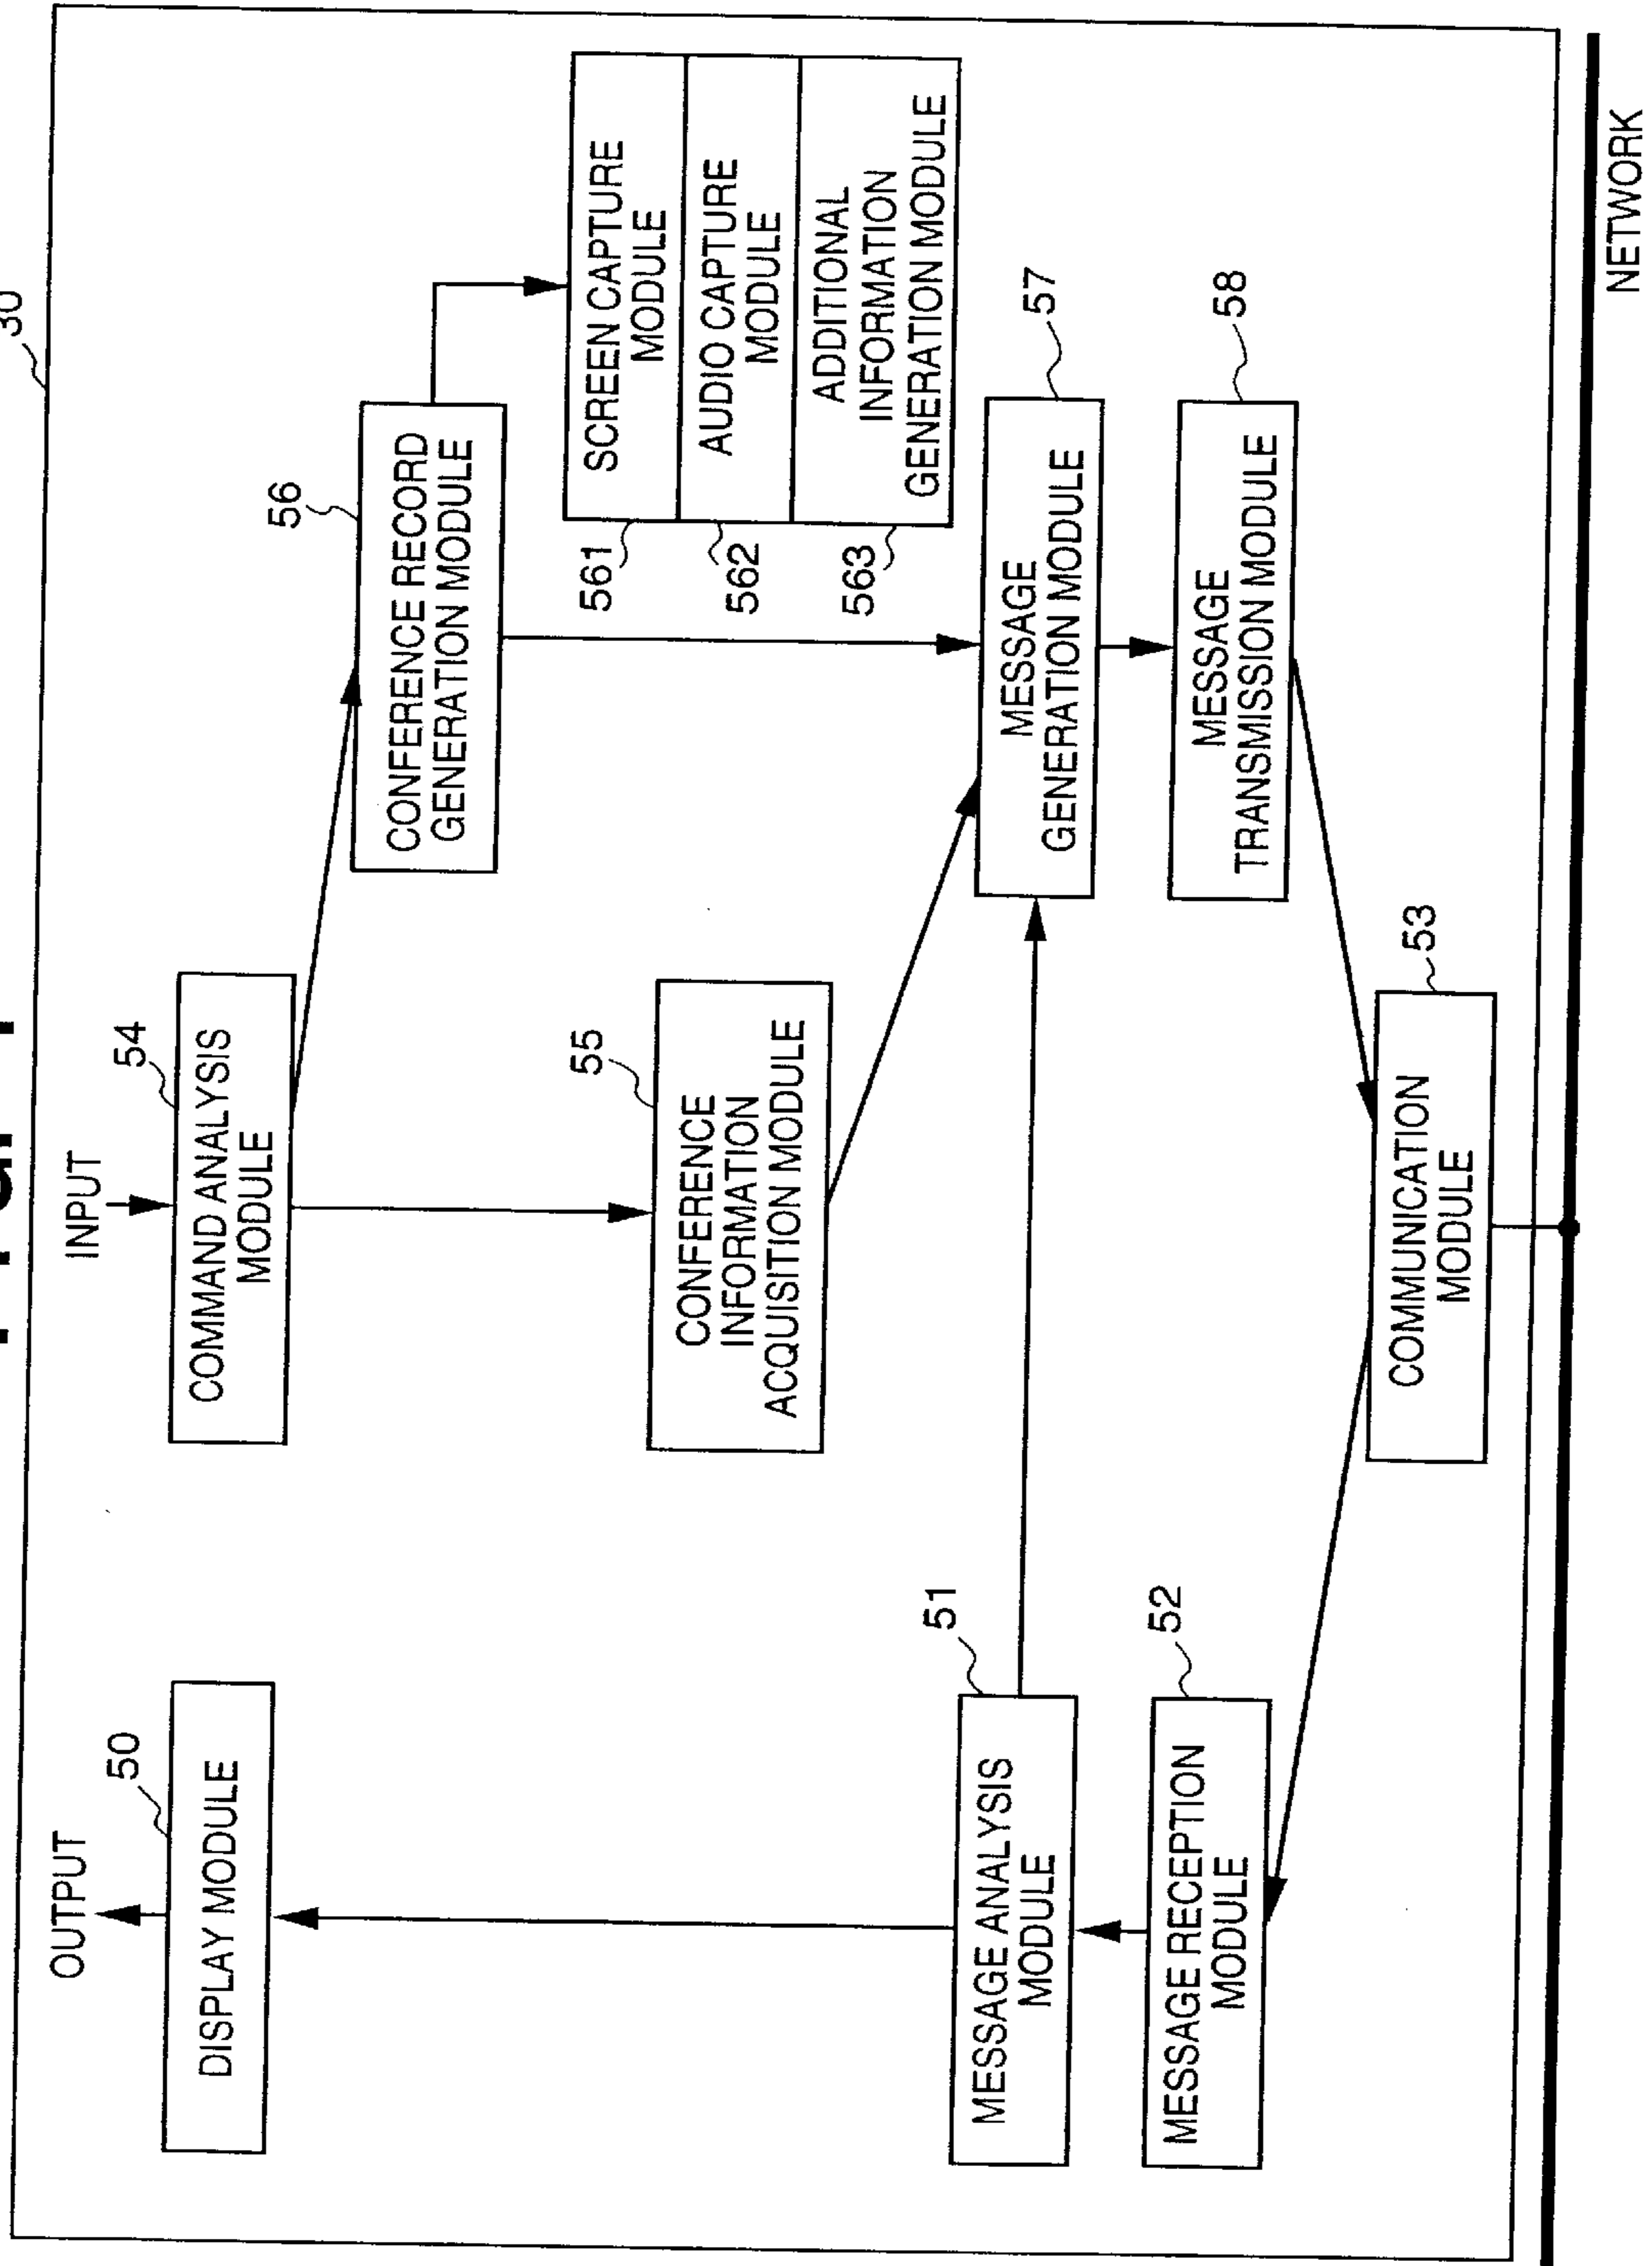 30
OUTPUT
INPUT
50
54
DISPLAY MODULE
COMMAND ANALYSIS
MODULE
56
CONFERENCE RECORD
GENERATION MODULE
55
CONFERENCE
INFORMATION
ACQUISITION MODULE
561
SCREEN CAPTURE
MODULE
562
AUDIO CAPTURE
MODULE
563
ADDITIONAL
INFORMATION
GENERATION MODULE
51
MESSAGE ANALYSIS
MODULE
57
MESSAGE
GENERATION MODULE
52
MESSAGE RECEPTION
MODULE
58
MESSAGE
TRANSMISSION MODULE
53
COMMUNICATION
MODULE
NETWORK